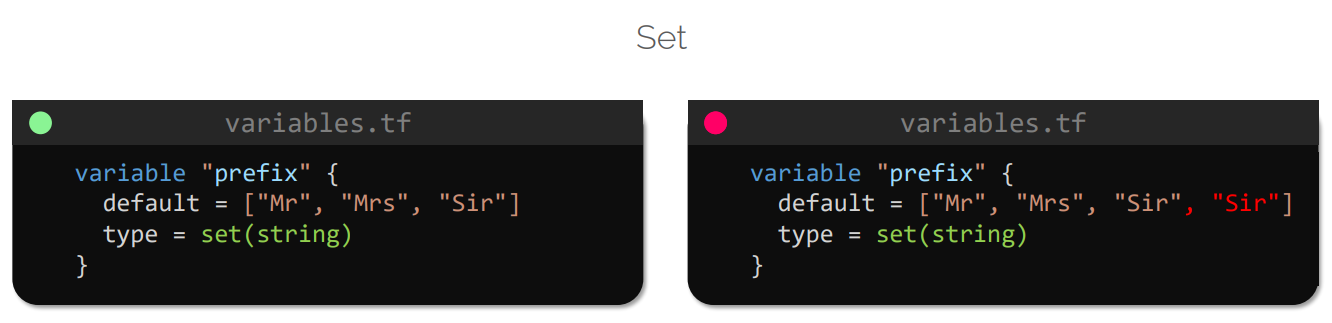 Set
variables.tf
variable "prefix" {
default = ["Mr", "Mrs", "Sir"]
type = set(string)
}
variables.tf
variable "prefix" {
default = ["Mr", "Mrs", "Sir", "Sir"]
type = set(string)
}